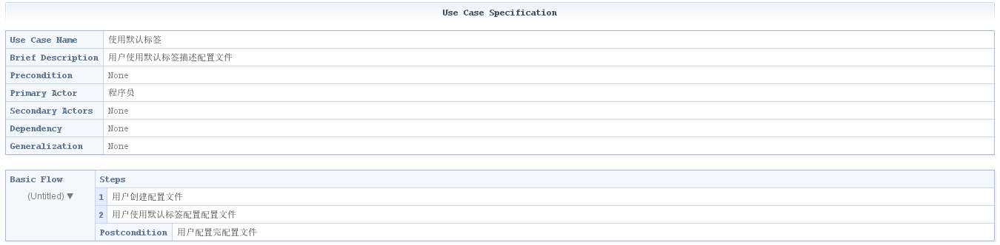 Use Case Specification
Use Case Name 使用默认标签
Brief Description 用户使用默认标签描述配置文件
Precondition None
Primary Actor 程序员
Secondary Actors None
Dependency None
Generalization None
Basic Flow Steps
(Untitled) ▼ 1 用户创建配置文件
2 用户使用默认标签配置配置文件
Postcondition 用户配置完配置文件